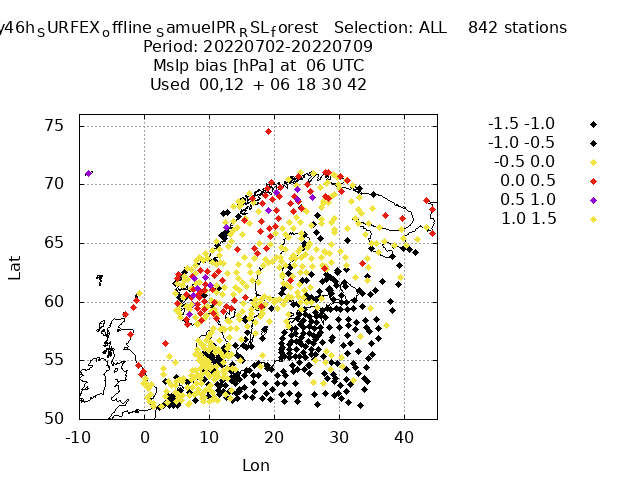 y46hSURFEXoffline SamuelPRRSLforest Selection: ALL 842 stations
Period: 20220702-20220709
Mslp bias [hPa] at 06 UTC
Used 00,12 + 06 18 30 42
-1.5 -1.0
-1.0 -0.5
-0.5 0.0
0.0 0.5
0.5 1.0
1.0 1.5
75
70
65
60
55
50
Lat
-10 0 10 20 30 40
Lon